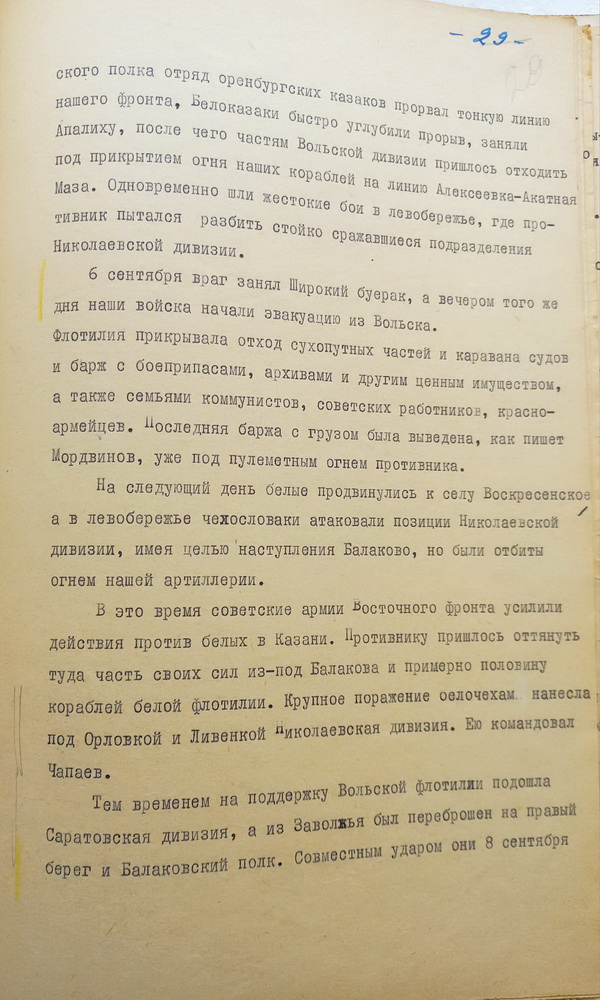 - 29 -
29
ского полка отряд оренбургских казаков прорвал тонкую линию
нашего фронта, Белоказаки быстро углубили прорыв, заняли
Апалиху, после чего частям Вольской дивизии пришлось отходить
под прикрытием огня наших кораблей на линию Алексеевка-Акатная
Маза. Одновременно шли жестокие бои в левобережье, где про-
тивник пытался разбить стойко сражавшиеся подразделения
Николаевской дивизии.
6 сентября враг занял Широкий буерак, а вечером того же
дня наши войска начали эвакуацию из Вольска.
Флотилия прикрывала отход сухопутных частей и каравана судов
и барж с боеприпасами, архивами и другим ценным имуществом,
а также семьями коммунистов, советских работников, красно-
армейцев. Последняя баржа с грузом была выведена, как пишет
Мордвинов, уже под пулеметным огнем противника.
На следующий день белые продвинулись к селу Воскресенское
а в левобережье чехословаки атаковали позиции Николаевской
дивизии, имея целью наступления Балаково, но были отбиты
огнем нашей артиллерии.
В это время советские армии Восточного фронта усилили
действия против белых в Казани. Противнику пришлось оттянуть
туда часть своих сил из-под Балакова и примерно половину
кораблей белой флотилии. Крупное поражение белочехам нанесла
под Орловкой и Ливенкой Николаевская дивизия. Ею командовал
Чапаев.
Тем временем на поддержку Вольской флотилии подошла
Саратовская дивизия, а из Заволжья был переброшен на правый
берег и Балаковский полк. Совместным ударом они 8 сентября